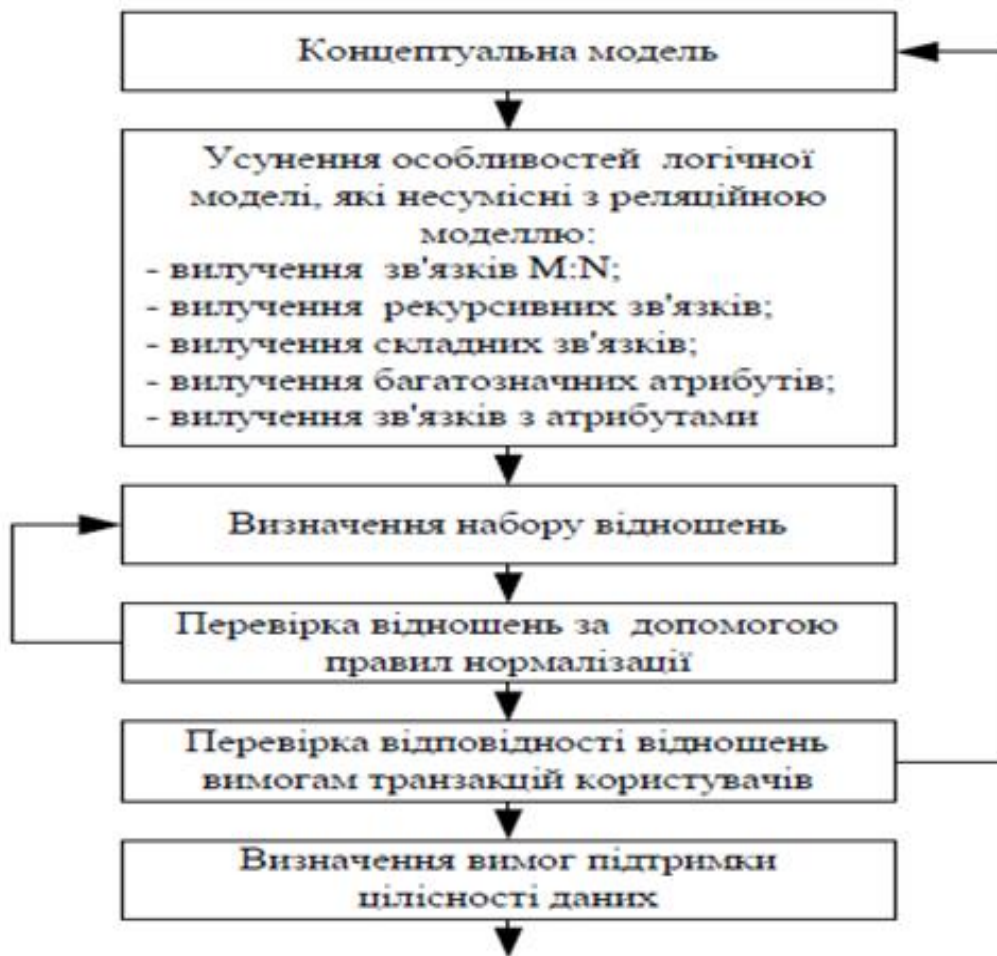 Концептуальна модель
Усунення особливостей логічної
моделі, які несумісні з реляційною
моделлю:
- вилучення зв'язків M:N;
- вилучення рекурсивних зв'язків;
- вилучення складних зв'язків;
- вилучення багатозначних атрибутів;
- вилучення зв'язків з атрибутами
Визначення набору відношень
Перевірка відношень за допомогою
правил нормалізації
Перевірка відповідності відношень
вимогам транзакцій користувачів
Визначення вимог підтримки
цілісності даних